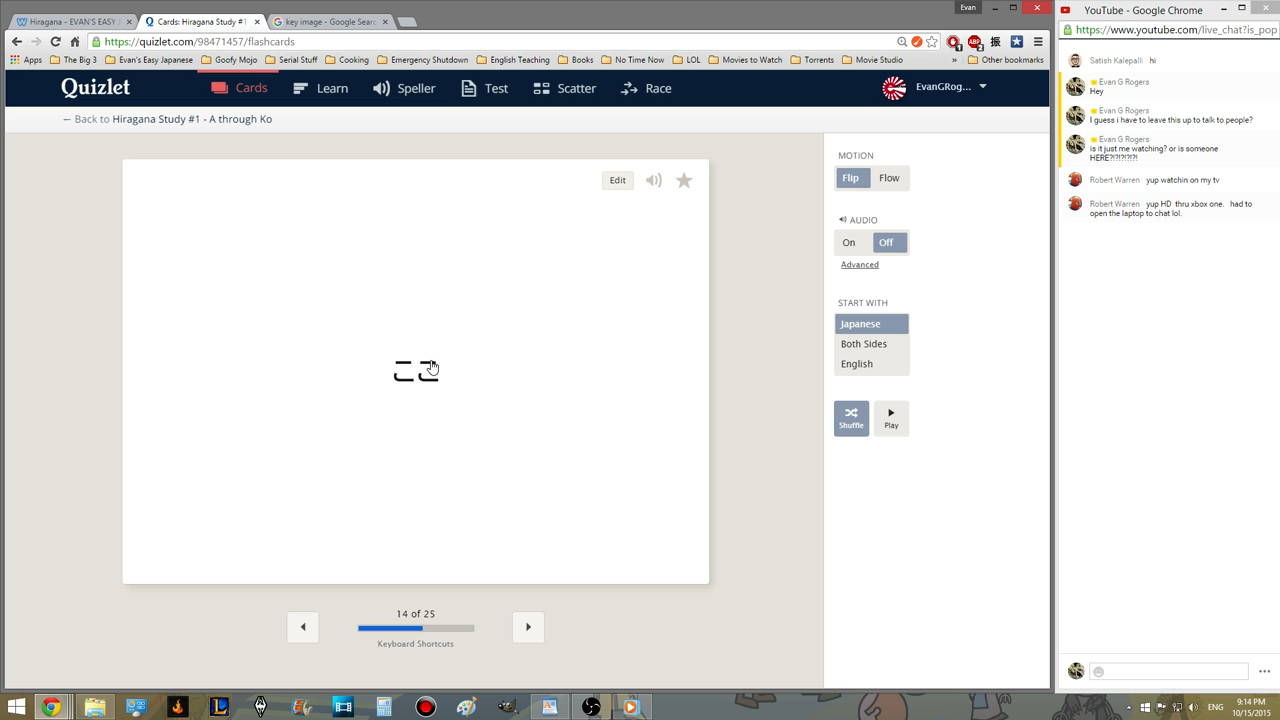 Evan
Hiragana - EVAN'S EASY J
Cards: Hiragana Study #1
key image - Google Search
https://quizlet.com/98471457/flashcards
Apps
The Big 3
Evan's Easy Japanese
Goofy Mojo
Serial Stuff
Cooking
Emergency Shutdown
English Teaching
Books
No Time Now
LOL
Movies to Watch
Torrents
Movie Studio
»
Other bookmarks
Quizlet
Cards
Learn
Speller
Test
Scatter
Race
EvanGRog...
← Back to Hiragana Study #1 - A through Ko
Edit
ここ
14 of 25
Keyboard Shortcuts
MOTION
Flip
Flow
AUDIO
On
Off
Advanced
START WITH
Japanese
Both Sides
English
Shuffle
Play
YouTube - Google Chrome
https://www.youtube.com/live_chat?is_pop
Satish Kalepalli hi
Evan G Rogers
Hey
Evan G Rogers
I guess i have to leave this up to talk to people?
Evan G Rogers
is it just me watching? or is someone
HERE?!?!?!?!?!
Robert Warren yup watchin on my tv
Robert Warren yup HD thru xbox one. had to
open the laptop to chat lol.
ENG
9:14 PM
10/15/2015